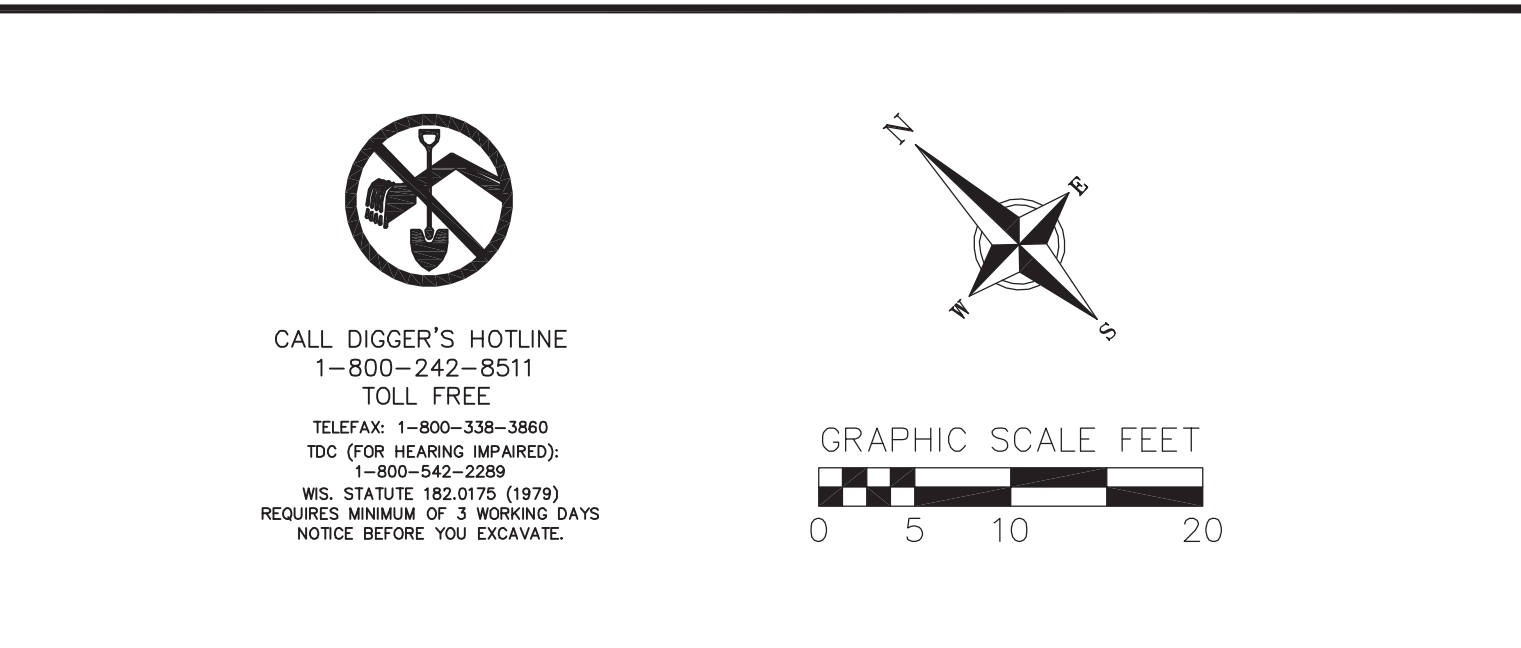 CALL DIGGER'S HOTLINE
1-800-242-8511
TOLL FREE
TELEFAX: 1-800-338-3860
TDC (FOR HEARING IMPAIRED):
1-800-542-2289
WIS. STATUTE 182.0175 (1979)
REQUIRES MINIMUM OF 3 WORKING DAYS
NOTICE BEFORE YOU EXCAVATE.
N
E
W
S
GRAPHIC SCALE FEET
0 5 10 20